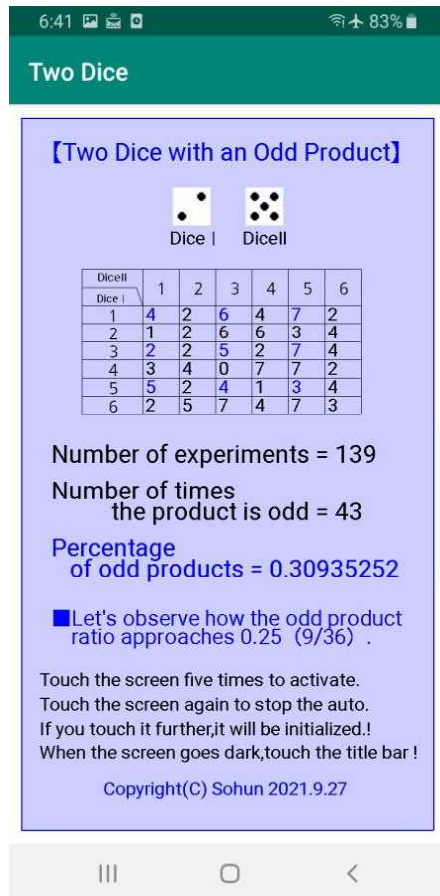 6:41 83%
Two Dice
【Two Dice with an Odd Product】
Dice | DiceII
DiceII 1 2 3 4 5 6
Dice |
1 4 2 6 4 7 2
2 1 2 6 6 3 4
3 2 2 5 2 7 4
4 3 4 0 7 7 2
5 5 2 4 1 3 4
6 2 5 7 4 7 3
Number of experiments = 139
Number of times
the product is odd = 43
Percentage
of odd products = 0.30935252
■Let's observe how the odd product
ratio approaches 0.25（9/36）.
Touch the screen five times to activate.
Touch the screen again to stop the auto.
If you touch it further,it will be initialized.!
When the screen goes dark,touch the title bar !
Copyright(C) Sohun 2021.9.27